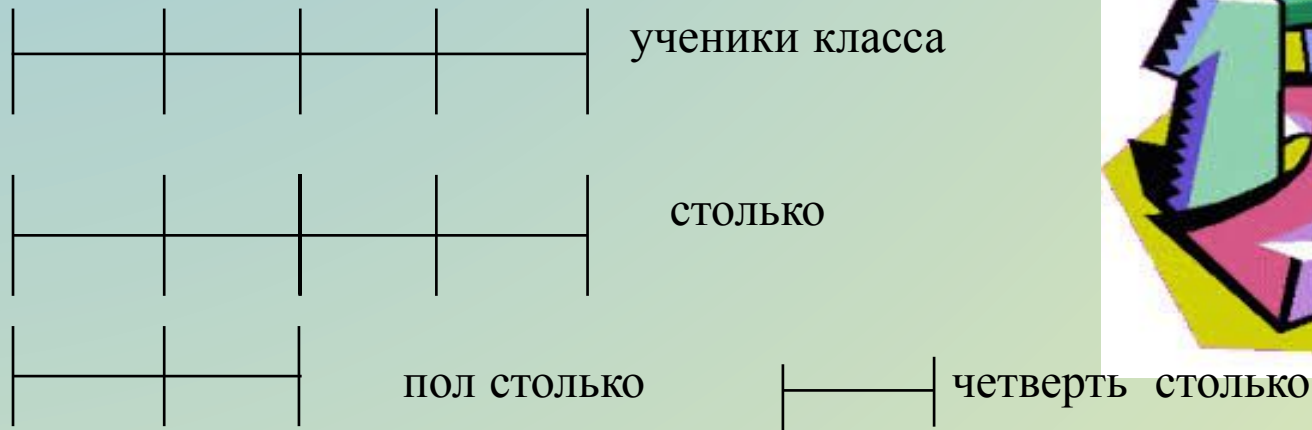 ученики класса
столько
пол столько
четверть столько